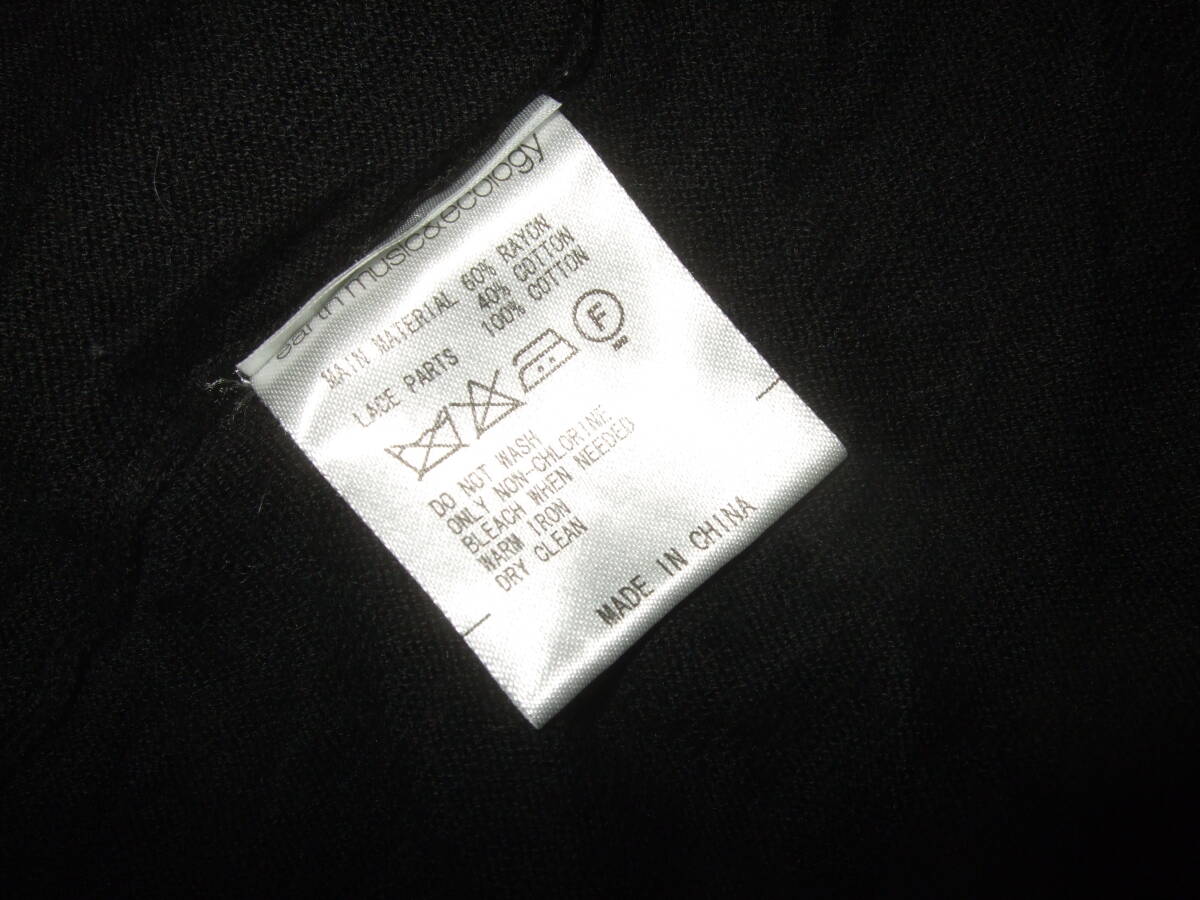 earth music&ecology
MAIN MATERIAL 60% RAYON
40% COTTON
LACE PARTS 100% COTTON
F
DO NOT WASH
ONLY NON-CHLORINE
BLEACH WHEN NEEDED
WARM IRON
DRY CLEAN
MADE IN CHINA